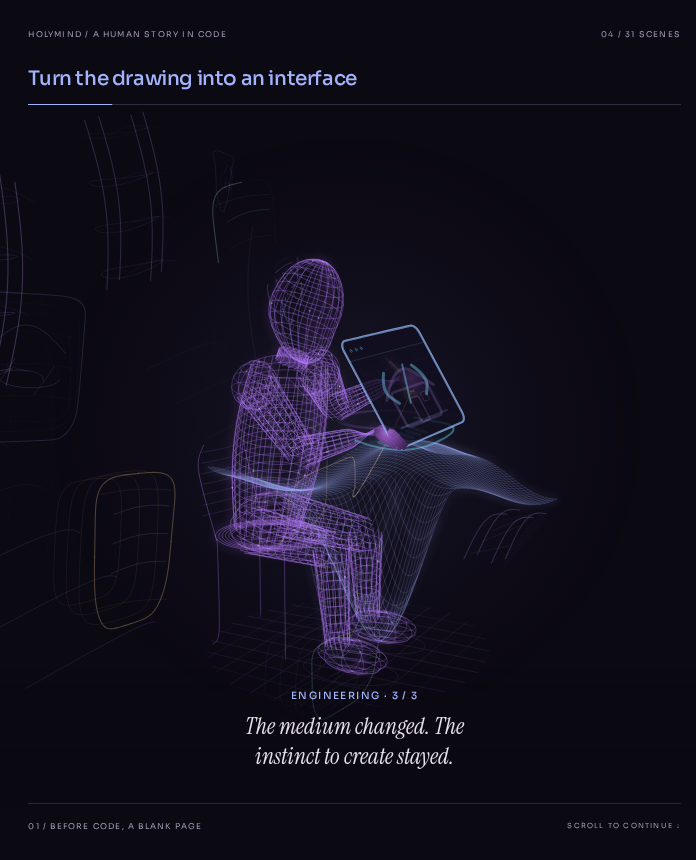 HOLYMIND / A HUMAN STORY IN CODE
04 / 31 SCENES
Turn the drawing into an interface
ENGINEERING · 3 / 3
The medium changed. The
instinct to create stayed.
01 / BEFORE CODE, A BLANK PAGE
SCROLL TO CONTINUE ↓